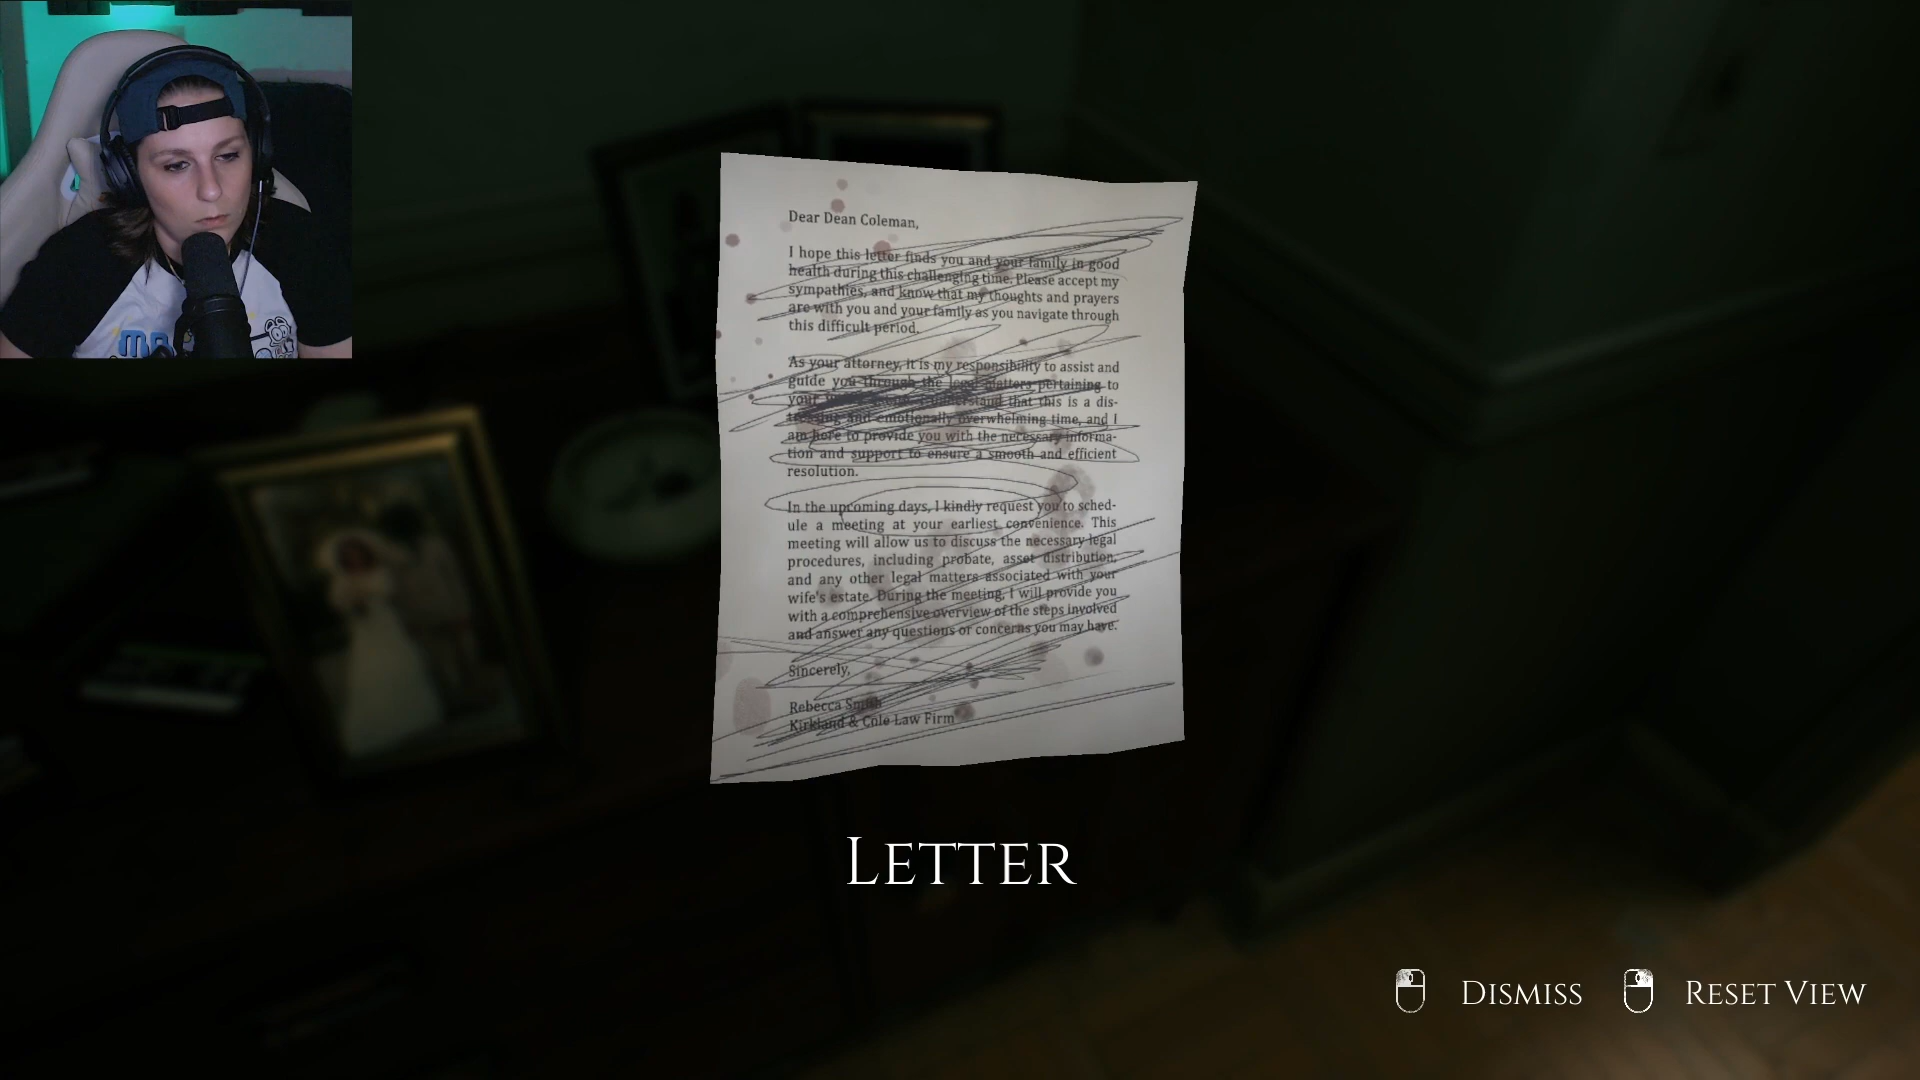 Dear Dean Coleman,
I hope this letter finds you and your family in good
health during this challenging time. Please accept my
sympathies, and know that my thoughts and prayers
are with you and your family as you navigate through
this difficult period.
As your attorney, it is my responsibility to assist and
guide you through the legal matters pertaining to
your understand that this is a dis-
tressing and emotionally overwhelming time, and I
am here to provide you with the necessary informa-
tion and support to ensure a smooth and efficient
resolution.
In the upcoming days, I kindly request you to sched-
ule a meeting at your earliest convenience. This
meeting will allow us to discuss the necessary legal
procedures, including probate, asset distribution,
and any other legal matters associated with your
wife's estate. During the meeting, I will provide you
with a comprehensive overview of the steps involved
and answer any questions or concerns you may have.
Sincerely,
Rebecca Smith
Kirkland & Cole Law Firm
LETTER
DISMISS RESET VIEW